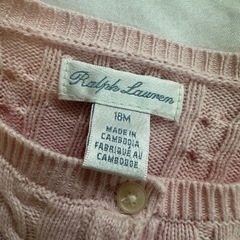 Ralph Lauren
18M
MADE IN
CAMBODIA
FABRIQUÉ AU
CAMBODGE